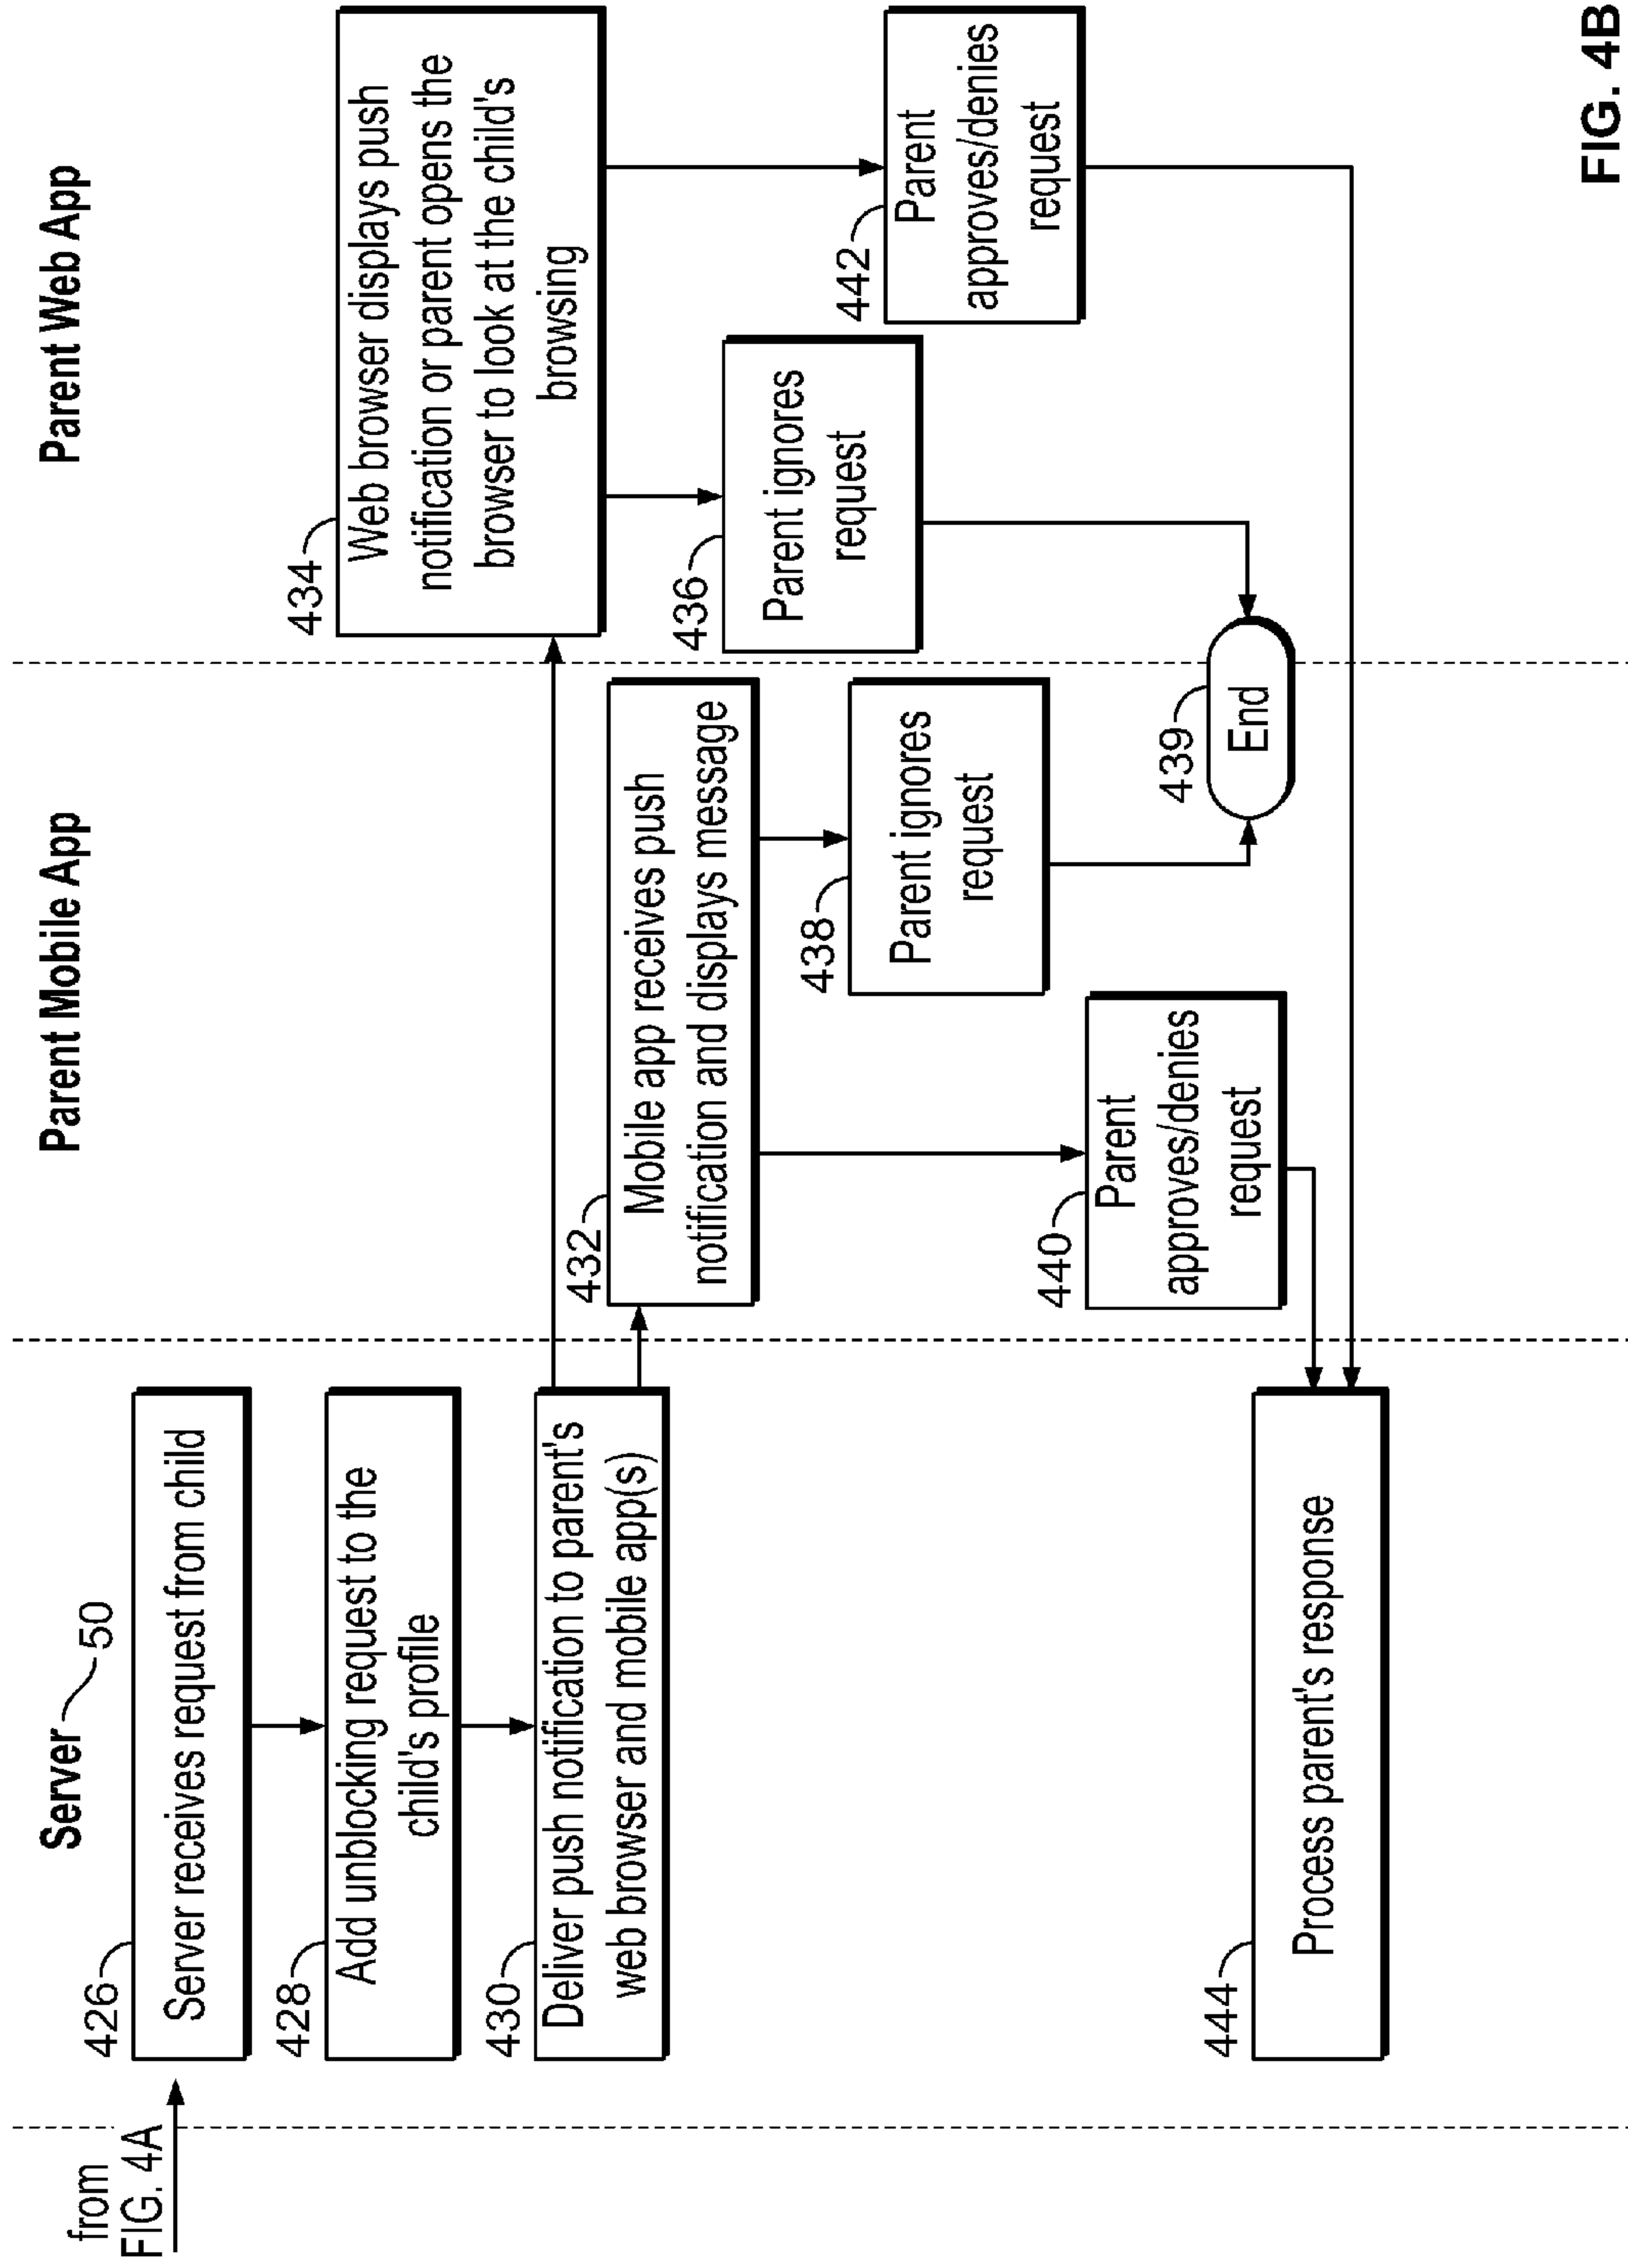 from
FIG. 4A
Server
50
426
Server receives request from child
428
Add unblocking request to the
child's profile
430
Deliver push notification to parent's
web browser and mobile app(s)
444
Process parent's response
Parent Mobile App
432
Mobile app receives push
notification and displays message
438
Parent ignores
request
440
Parent
approves/denies
request
439
End
Parent Web App
434
Web browser displays push
notification or parent opens the
browser to look at the child's
browsing
436
Parent ignores
request
442
Parent
approves/denies
request
FIG. 4B